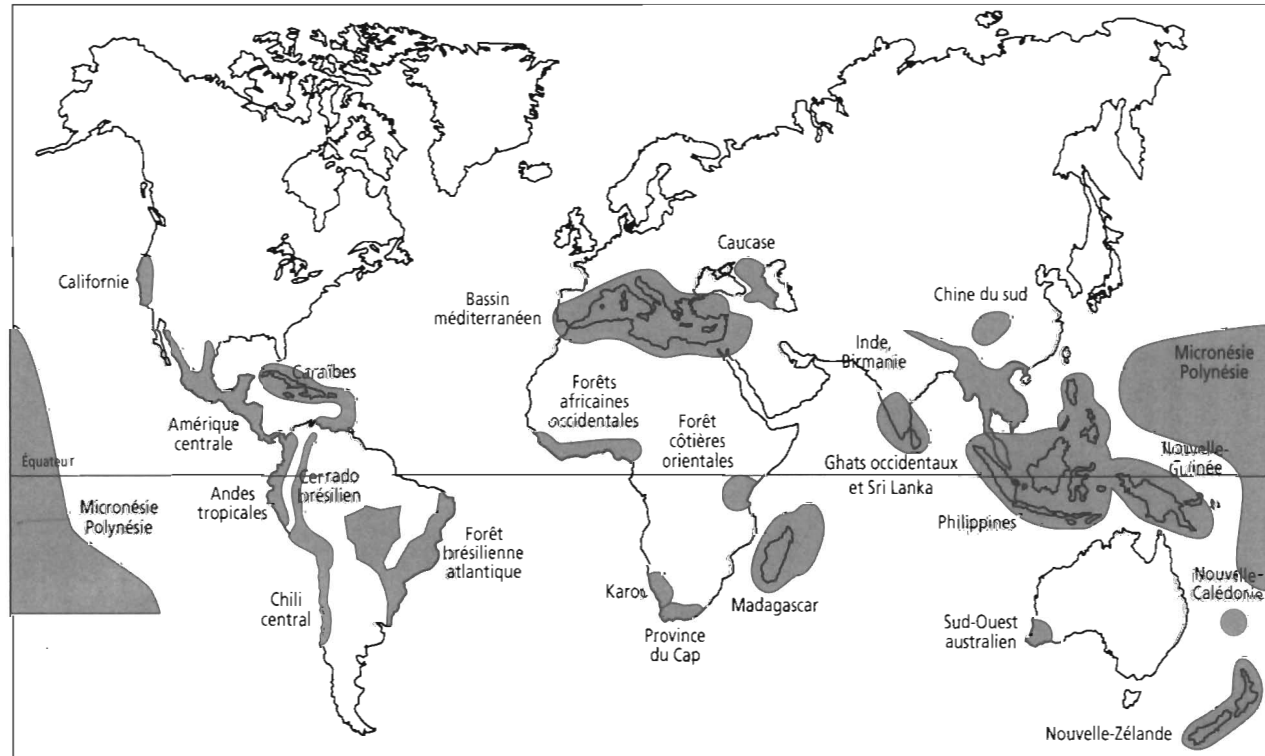 Caucase
Californie
Bassin
méditerranéen
Chine du sud
Inde,
Birmanie
Micronésie
Polynésie
Caraïbes
Forêts
africaines
occidentales
Amérique
centrale
Forêt
côtières
orientales
Équateur
Cerrado
brésilien
Ghats occidentaux
et Sri Lanka
Nouvelle-
Guinée
Andes
tropicales
Micronésie
Polynésie
Philippines
Forêt
brésilienne
atlantique
Nouvelle-
Calédonie
Karoo
Madagascar
Chili
central
Province
du Cap
Sud-Ouest
australien
Nouvelle-Zélande